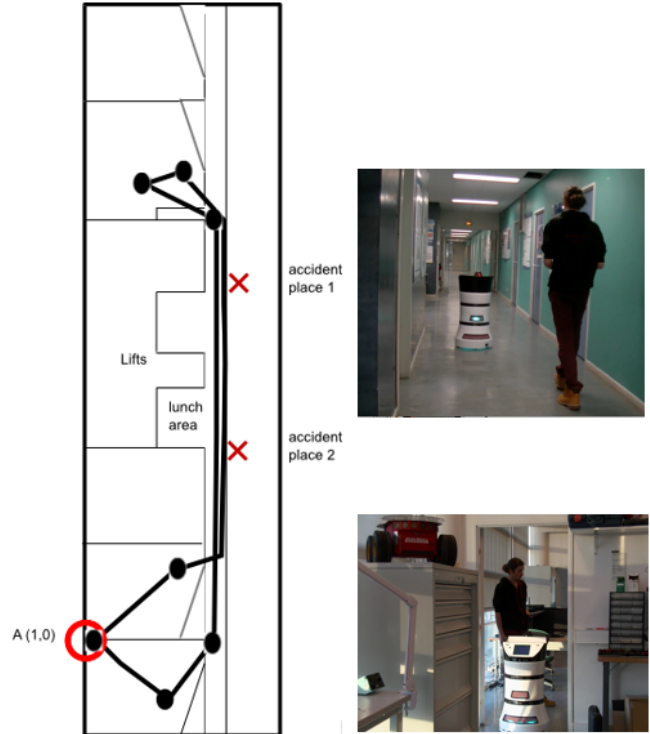 accident
place 1
Lifts
lunch
area
accident
place 2
A (1,0)